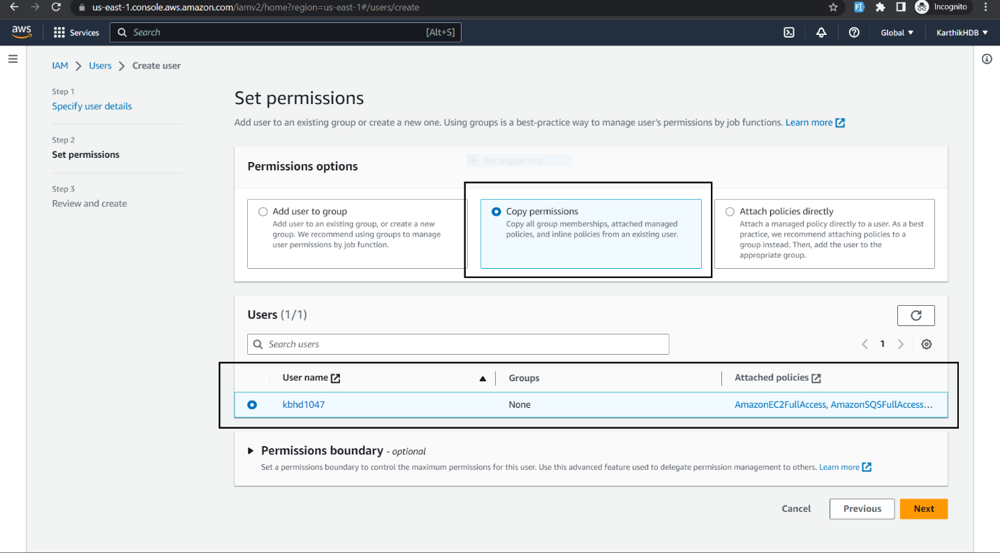 us-east-1.console.aws.amazon.com/iamv2/home?region=us-east-1#/users/create
Incognito
aws
Services
Search
[Alt+S]
Global
KarthikHDB
IAM
Users
Create user
Step 1
Specify user details
Step 2
Set permissions
Step 3
Review and create
Set permissions
Add user to an existing group or create a new one. Using groups is a best-practice way to manage user's permissions by job functions. Learn more
Permissions options
Rectangular Snip
Add user to group
Add user to an existing group, or create a new
group. We recommend using groups to manage
user permissions by job function.
Copy permissions
Copy all group memberships, attached managed
policies, and inline policies from an existing user.
Attach policies directly
Attach a managed policy directly to a user. As a best
practice, we recommend attaching policies to a
group instead. Then, add the user to the
appropriate group.
Users (1/1)
Search users
1
User name
Groups
Attached policies
kbhd1047
None
AmazonEC2FullAccess, AmazonSQSFullAccess…
Permissions boundary - optional
Set a permissions boundary to control the maximum permissions for this user. Use this advanced feature used to delegate permission management to others. Learn more
Cancel
Previous
Next